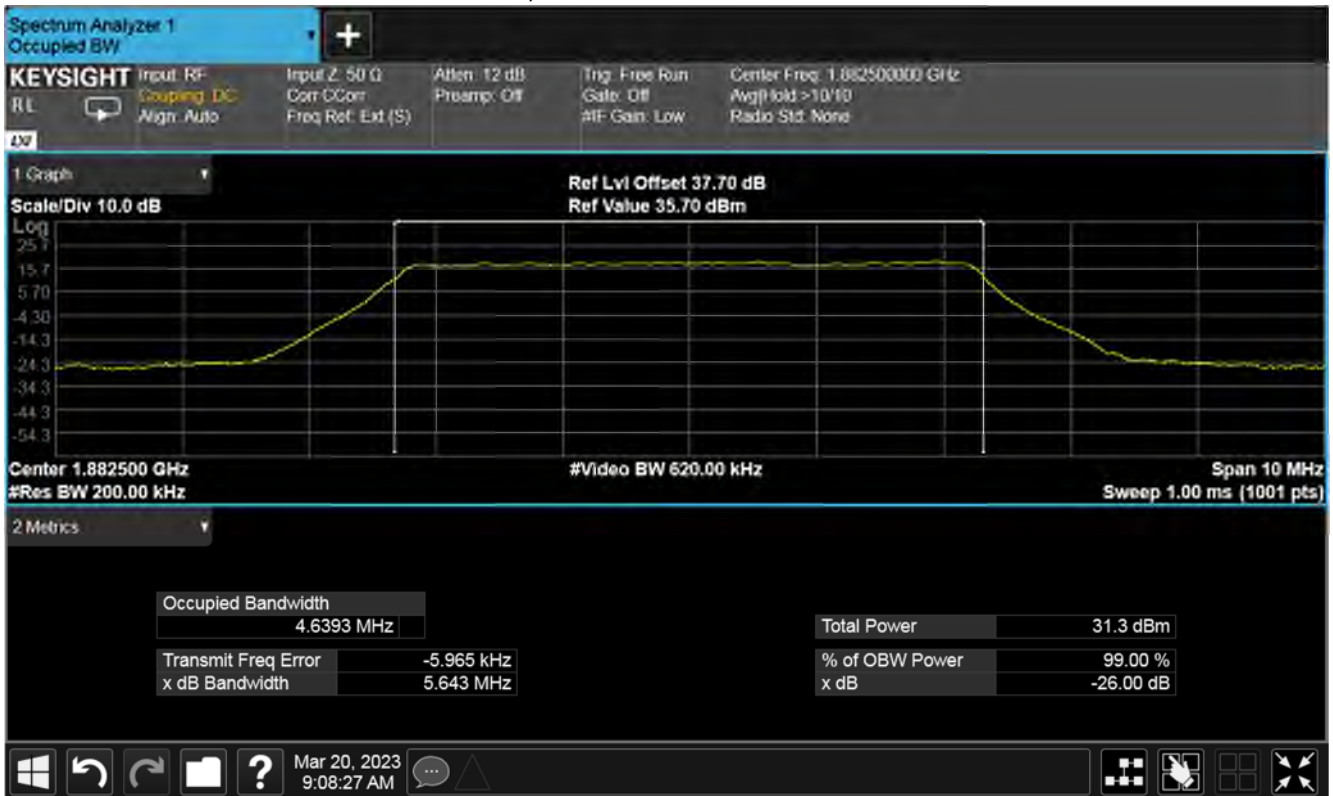 Spectrum Analyzer 1
Occupied BW
+
KEYSIGHT Input: RF Input Z: 50 Ω Atten: 12 dB Trig: Free Run Center Freq: 1.882500000 GHz
RL Coupling: DC Corr CCorr Preamp: Off Gate: Off Avg|Hold:>10/10
Align: Auto Freq Ref: Ext (S) #IF Gain: Low Radio Std: None
1 Graph
Ref Lvl Offset 37.70 dB
Scale/Div 10.0 dB Ref Value 35.70 dBm
Log
25.7
15.7
5.70
-4.30
-14.3
-24.3
-34.3
-44.3
-54.3
Center 1.882500 GHz #Video BW 620.00 kHz Span 10 MHz
#Res BW 200.00 kHz Sweep 1.00 ms (1001 pts)
2 Metrics
Occupied Bandwidth
4.6393 MHz Total Power 31.3 dBm
Transmit Freq Error -5.965 kHz % of OBW Power 99.00 %
x dB Bandwidth 5.643 MHz x dB -26.00 dB
? Mar 20, 2023
9:08:27 AM